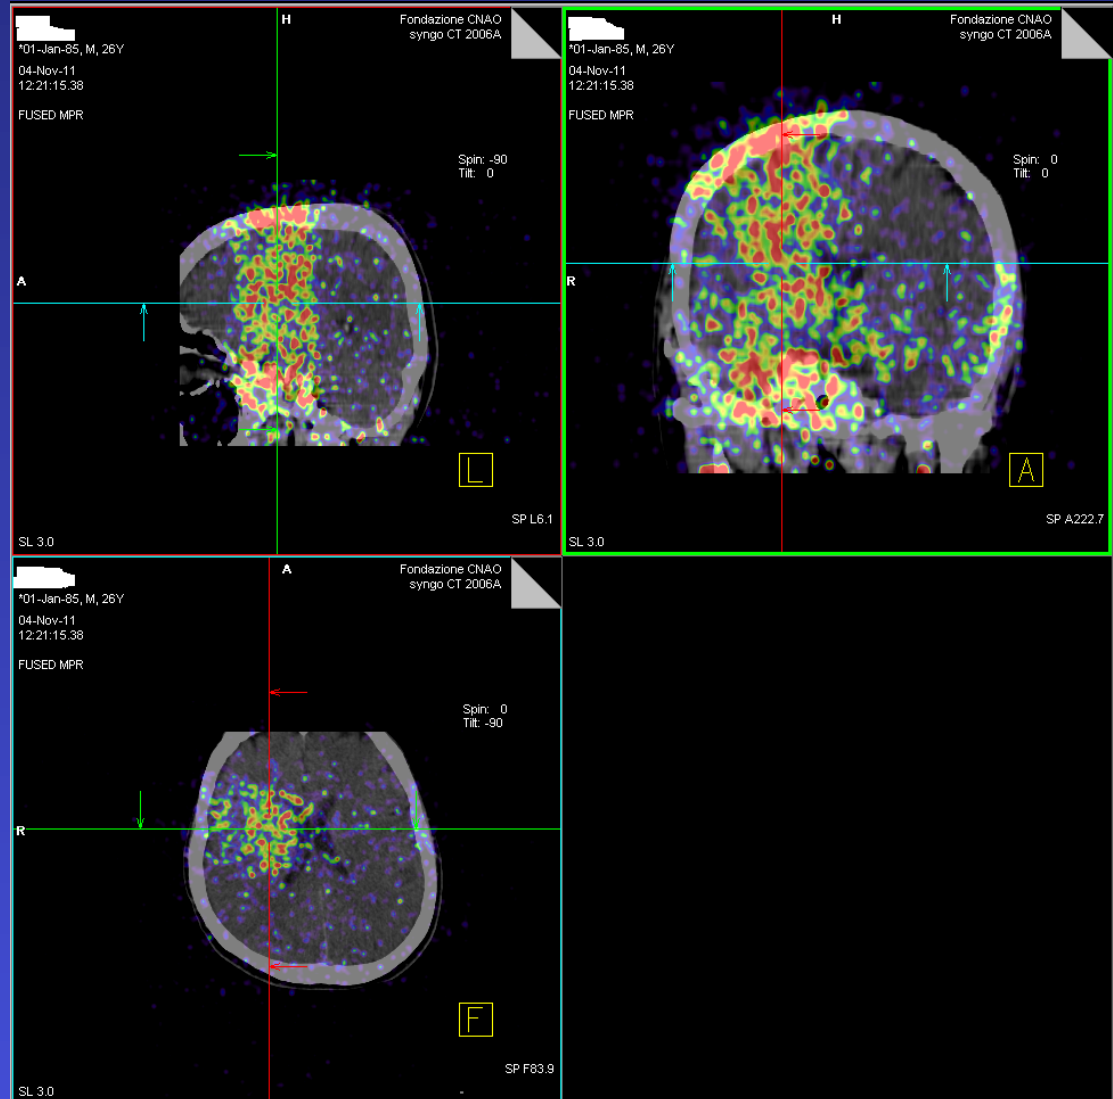 H
Fondazione CNAO
syngo CT 2006A
*01-Jan-85, M, 26Y
04-Nov-11
12:21:15.38
FUSED MPR
Spin: -90
Tilt: 0
A
L
SP L6.1
SL 3.0
H
Fondazione CNAO
syngo CT 2006A
*01-Jan-85, M, 26Y
04-Nov-11
12:21:15.38
FUSED MPR
Spin: 0
Tilt: 0
R
A
SP A222.7
SL 3.0
A
Fondazione CNAO
syngo CT 2006A
*01-Jan-85, M, 26Y
04-Nov-11
12:21:15.38
FUSED MPR
Spin: 0
Tilt: -90
R
F
SP F83.9
SL 3.0